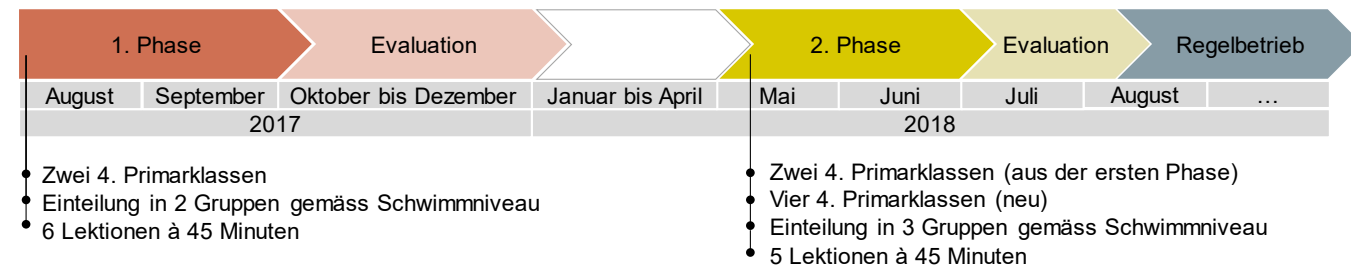 1. Phase Evaluation 2. Phase Evaluation Regelbetrieb
August September Oktober bis Dezember Januar bis April Mai Juni Juli August …
2017 2018
Zwei 4. Primarklassen
Einteilung in 2 Gruppen gemäss Schwimmniveau
6 Lektionen à 45 Minuten
Zwei 4. Primarklassen (aus der ersten Phase)
Vier 4. Primarklassen (neu)
Einteilung in 3 Gruppen gemäss Schwimmniveau
5 Lektionen à 45 Minuten